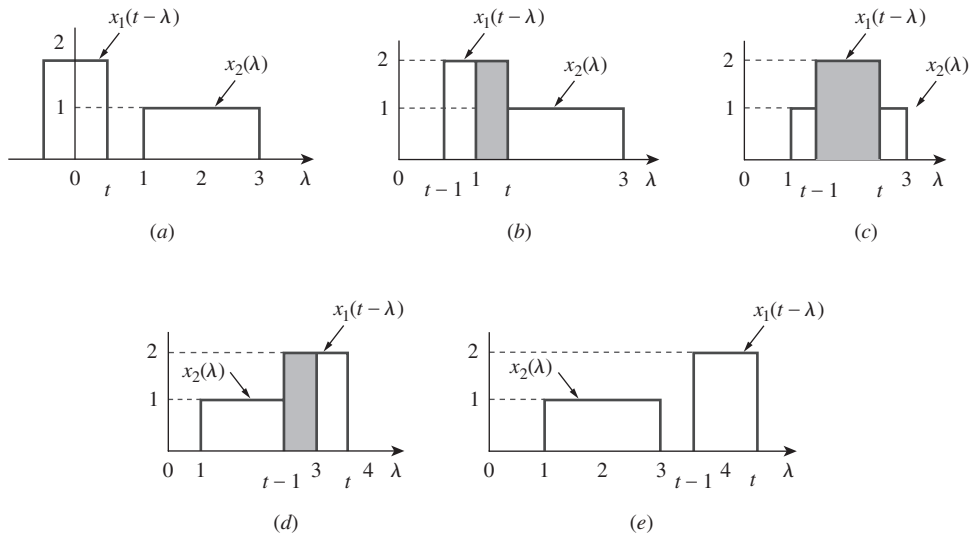 x₁(t − λ)
2
x₂(λ)
1
0 t 1 2 3 λ
(a)
x₁(t − λ)
2
x₂(λ)
1
0 t − 1 1 t 3 λ
(b)
x₁(t − λ)
2
x₂(λ)
1
0 1 t − 1 t 3 λ
(c)
x₁(t − λ)
2
x₂(λ)
1
0 1 t − 1 3 t 4 λ
(d)
x₁(t − λ)
2
x₂(λ)
1
0 1 2 3 t − 1 4 t λ
(e)